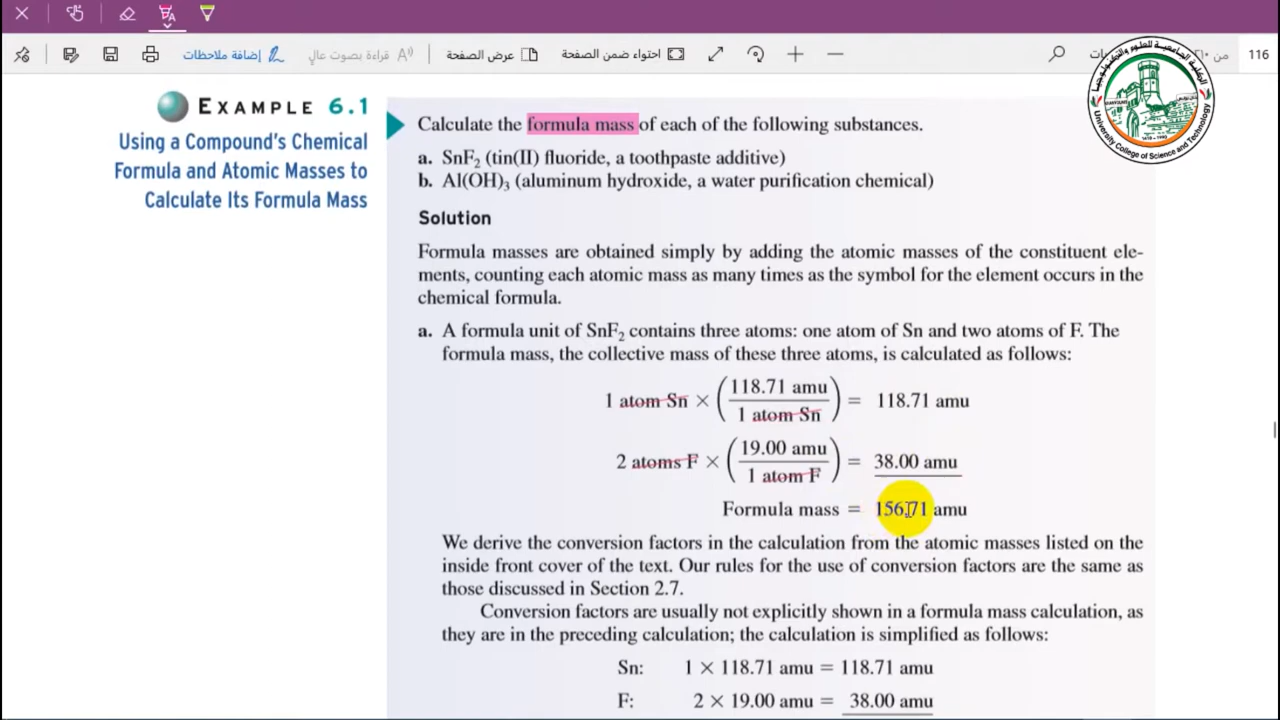 إضافة ملاحظات
قراءة بصوت عالٍ
عرض الصفحة
احتواء ضمن الصفحة
من
116
University College of Science and Technology
EXAMPLE 6.1
Using a Compound's Chemical
Formula and Atomic Masses to
Calculate Its Formula Mass
Calculate the formula mass of each of the following substances.
a. SnF₂ (tin(II) fluoride, a toothpaste additive)
b. Al(OH)₃ (aluminum hydroxide, a water purification chemical)
Solution
Formula masses are obtained simply by adding the atomic masses of the constituent ele-
ments, counting each atomic mass as many times as the symbol for the element occurs in the
chemical formula.
a. A formula unit of SnF₂ contains three atoms: one atom of Sn and two atoms of F. The
formula mass, the collective mass of these three atoms, is calculated as follows:
1 atom Sn × (118.71 amu / 1 atom Sn) = 118.71 amu
2 atoms F × (19.00 amu / 1 atom F) = 38.00 amu
Formula mass = 156.71 amu
We derive the conversion factors in the calculation from the atomic masses listed on the
inside front cover of the text. Our rules for the use of conversion factors are the same as
those discussed in Section 2.7.
Conversion factors are usually not explicitly shown in a formula mass calculation, as
they are in the preceding calculation; the calculation is simplified as follows:
Sn: 1 × 118.71 amu = 118.71 amu
F: 2 × 19.00 amu = 38.00 amu